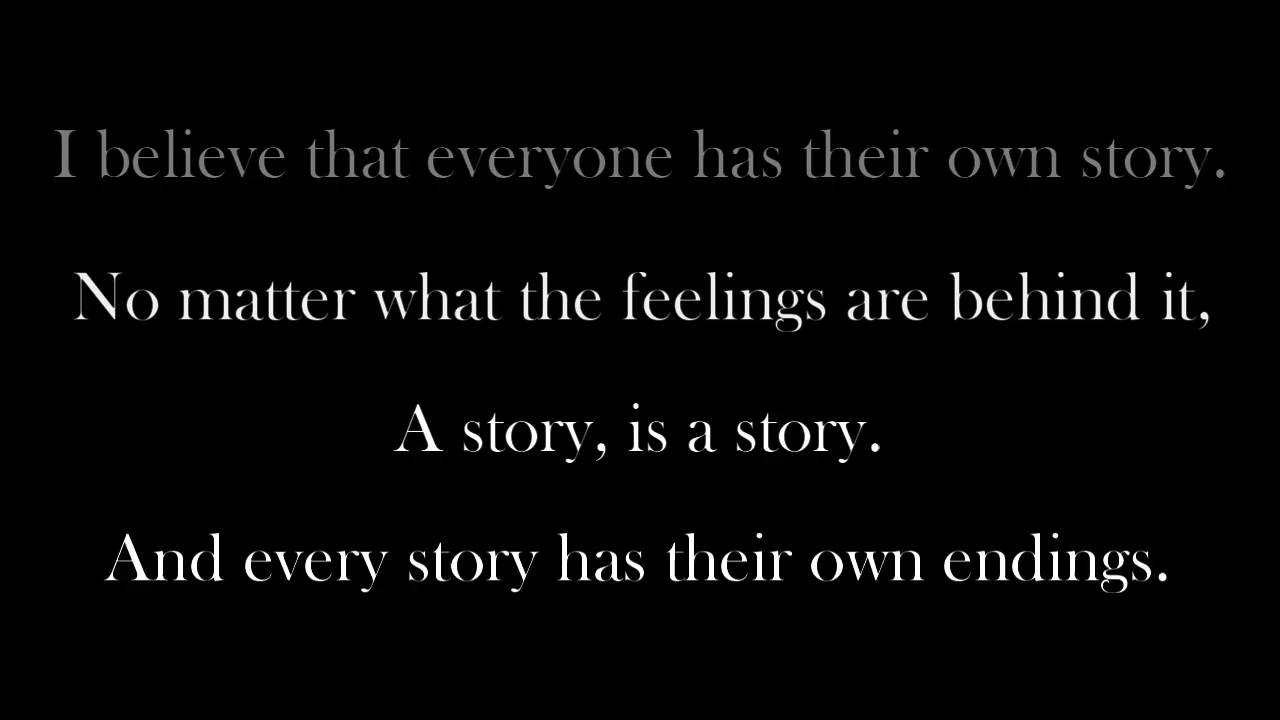 I believe that everyone has their own story.
No matter what the feelings are behind it,
A story, is a story.
And every story has their own endings.